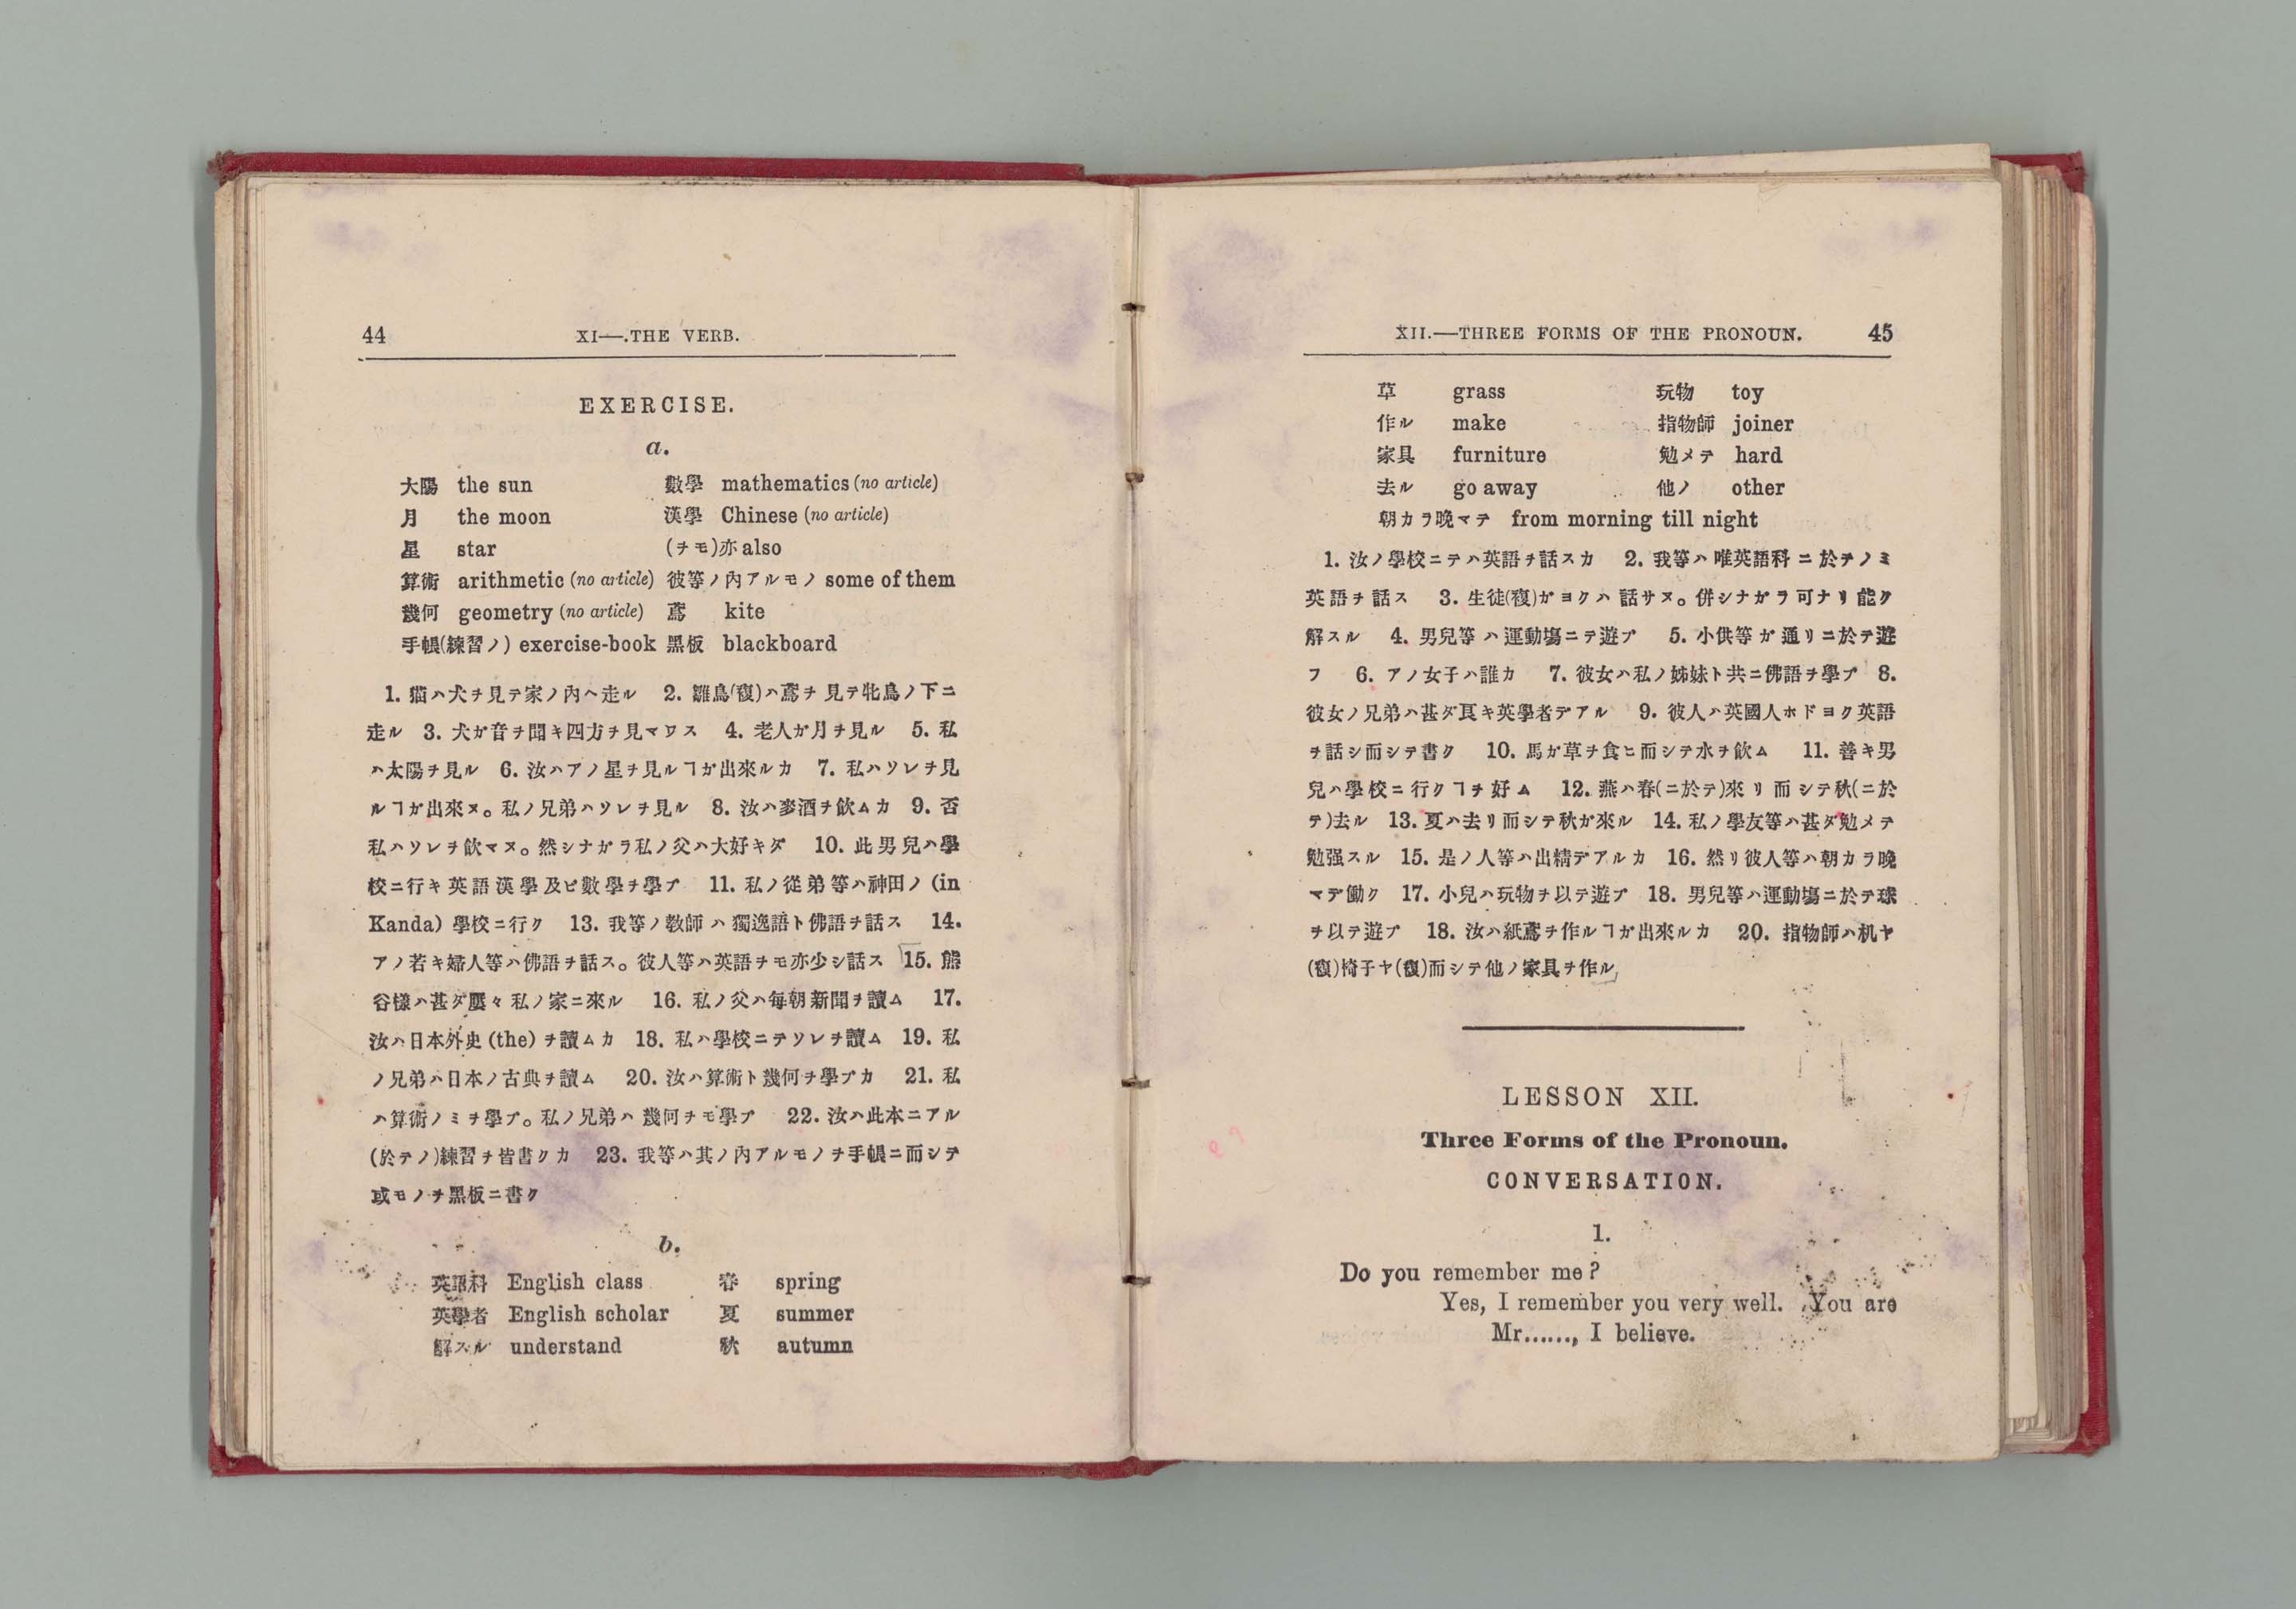 44 XI—.THE VERB.
EXERCISE.
a.
大陽 the sun 數學 mathematics (no article)
月 the moon 漢學 Chinese (no article)
星 star (ヲモ)亦 also
算術 arithmetic (no article) 彼等ノ內アルモノ some of them
幾何 geometry (no article) 鳶 kite
手帳(練習ノ) exercise-book 黑板 blackboard
1. 猫ハ犬ヲ見テ家ノ內ヘ走ル 2. 雛鳥(複)ハ鳶ヲ見テ牝鳥ノ下ニ
走ル 3. 犬ガ音ヲ聞キ四方ヲ見マワス 4. 老人ガ月ヲ見ル 5. 私
ハ太陽ヲ見ル 6. 汝ハアノ星ヲ見ルヿガ出來ルカ 7. 私ハソレヲ見
ルヿガ出來ヌ。私ノ兄弟ハソレヲ見ル 8. 汝ハ麥酒ヲ飮ムカ 9. 否
私ハソレヲ飮マヌ。然シナガラ私ノ父ハ大好キダ 10. 此男兒ハ學
校ニ行キ英語漢學及ビ數學ヲ學ブ 11. 私ノ從弟等ハ神田ノ (in
Kanda) 學校ニ行ク 13. 我等ノ敎師ハ獨逸語ト佛語ヲ話ス 14.
アノ若キ婦人等ハ佛語ヲ話ス。彼人等ハ英語ヲモ亦少シ話ス 15. 熊
谷樣ハ甚ダ屢々私ノ家ニ來ル 16. 私ノ父ハ每朝新聞ヲ讀ム 17.
汝ハ日本外史 (the) ヲ讀ムカ 18. 私ハ學校ニテソレヲ讀ム 19. 私
ノ兄弟ハ日本ノ古典ヲ讀ム 20. 汝ハ算術ト幾何ヲ學ブカ 21. 私
ハ算術ノミヲ學ブ。私ノ兄弟ハ幾何ヲモ學ブ 22. 汝ハ此本ニアル
(於テノ)練習ヲ皆書クカ 23. 我等ハ其ノ內アルモノヲ手帳ニ而シテ
或モノヲ黑板ニ書ク
b.
英語科 English class 春 spring
英學者 English scholar 夏 summer
解スル understand 秋 autumn
XII.—THREE FORMS OF THE PRONOUN. 45
草 grass 玩物 toy
作ル make 指物師 joiner
家具 furniture 勉メテ hard
去ル go away 他ノ other
朝カラ晚マテ from morning till night
1. 汝ノ學校ニテハ英語ヲ話スカ 2. 我等ハ唯英語科ニ於テノミ
英語ヲ話ス 3. 生徒(複)ガヨクハ話サヌ。併シナガラ可ナリ能ク
解スル 4. 男兒等ハ運動塲ニテ遊ブ 5. 小供等ガ通リニ於テ遊
フ 6. アノ女子ハ誰カ 7. 彼女ハ私ノ姊妹ト共ニ佛語ヲ學ブ 8.
彼女ノ兄弟ハ甚ダ良キ英學者デアル 9. 彼人ハ英國人ホドヨク英語
ヲ話シ而シテ書ク 10. 馬ガ草ヲ食ヒ而シテ水ヲ飮ム 11. 善キ男
兒ハ學校ニ行クヿヲ好ム 12. 燕ハ春(ニ於テ)來リ而シテ秋(ニ於
テ)去ル 13. 夏ハ去リ而シテ秋ガ來ル 14. 私ノ學友等ハ甚ダ勉メテ
勉强スル 15. 是ノ人等ハ出精デアルカ 16. 然リ彼人等ハ朝カラ晚
マデ働ク 17. 小兒ハ玩物ヲ以テ遊ブ 18. 男兒等ハ運動塲ニ於テ球
ヲ以テ遊ブ 18. 汝ハ紙鳶ヲ作ルヿガ出來ルカ 20. 指物師ハ机ヤ
(複)椅子ヤ(複)而シテ他ノ家具ヲ作ル
LESSON XII.
Three Forms of the Pronoun.
CONVERSATION.
1.
Do you remember me?
Yes, I remember you very well. You are
Mr......, I believe.